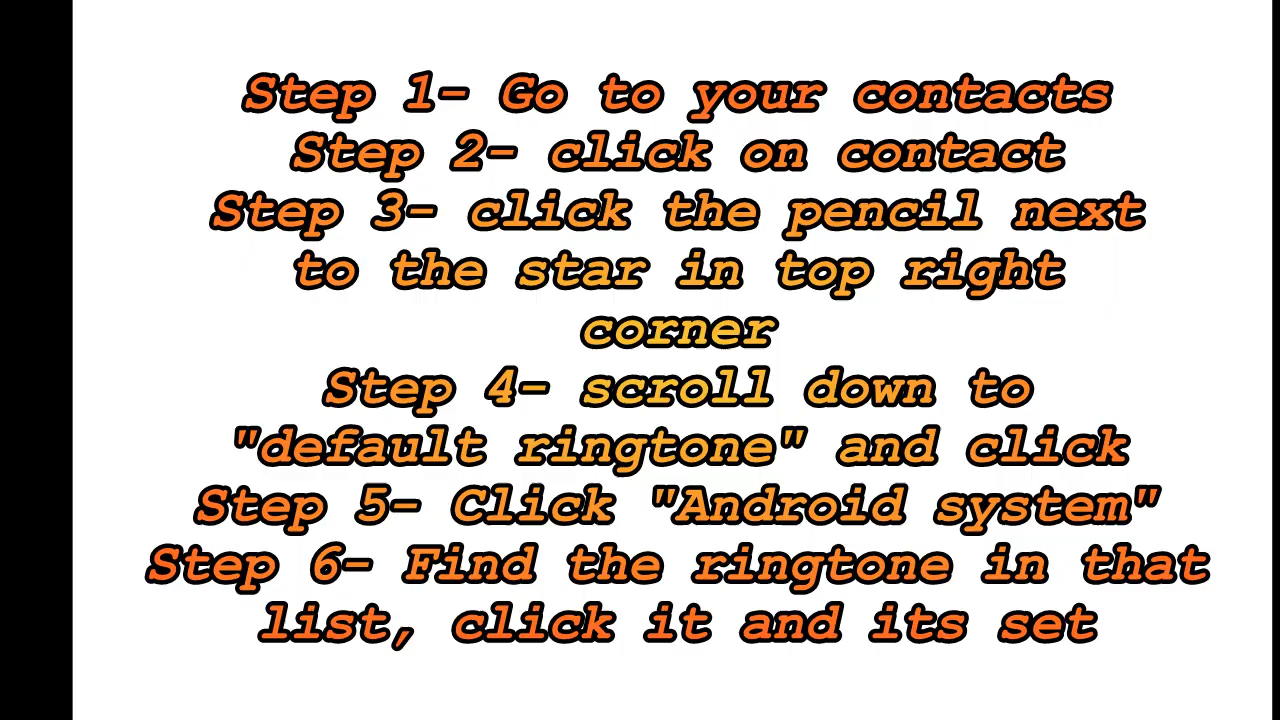 Step 1- Go to your contacts
Step 2- click on contact
Step 3- click the pencil next
to the star in top right
corner
Step 4- scroll down to
"default ringtone" and click
Step 5- Click "Android system"
Step 6- Find the ringtone in that
list, click it and its set